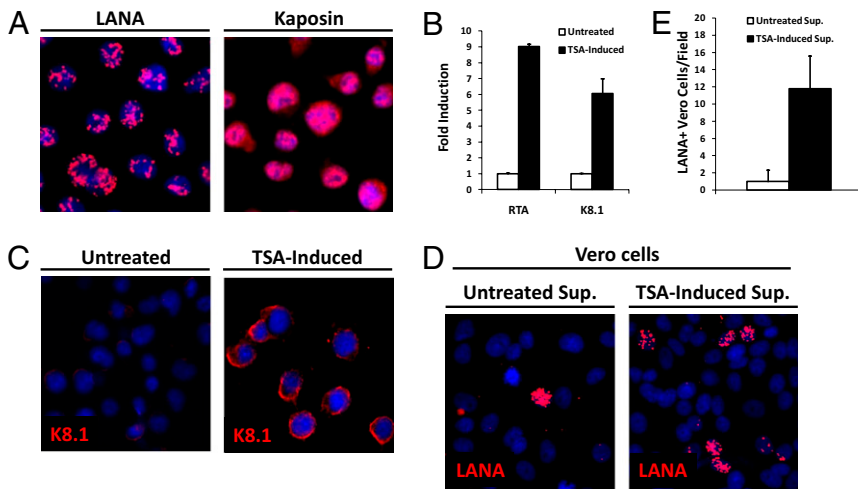 A
LANA
Kaposin
B
Fold Induction
10
9
8
7
6
5
4
3
2
1
0
Untreated
TSA-Induced
RTA
K8.1
E
LANA+ Vero Cells/Field
20
18
16
14
12
10
8
6
4
2
0
Untreated Sup.
TSA-Induced Sup.
C
Untreated
TSA-Induced
K8.1
K8.1
D
Vero cells
Untreated Sup.
TSA-Induced Sup.
LANA
LANA